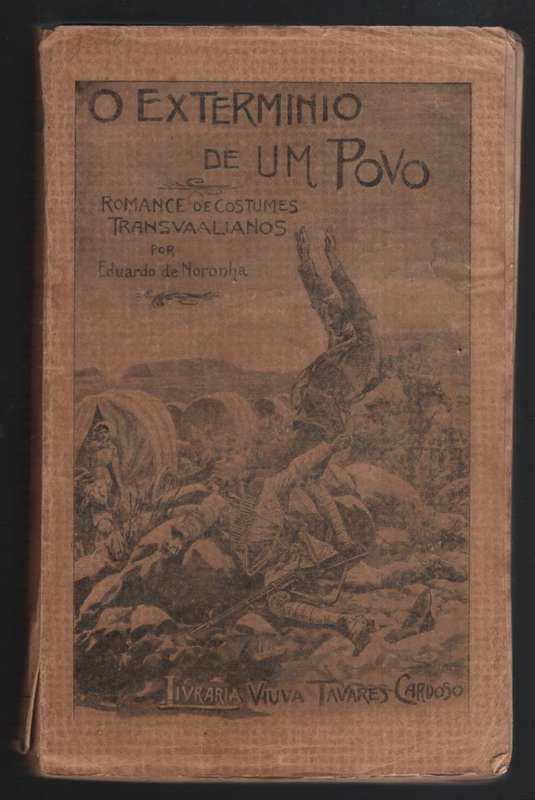 O EXTERMINIO
DE UM POVO
ROMANCE DE COSTUMES
TRANSVAALIANOS
POR
Eduardo de Noronha
LIVRARIA VIUVA TAVARES CARDOSO